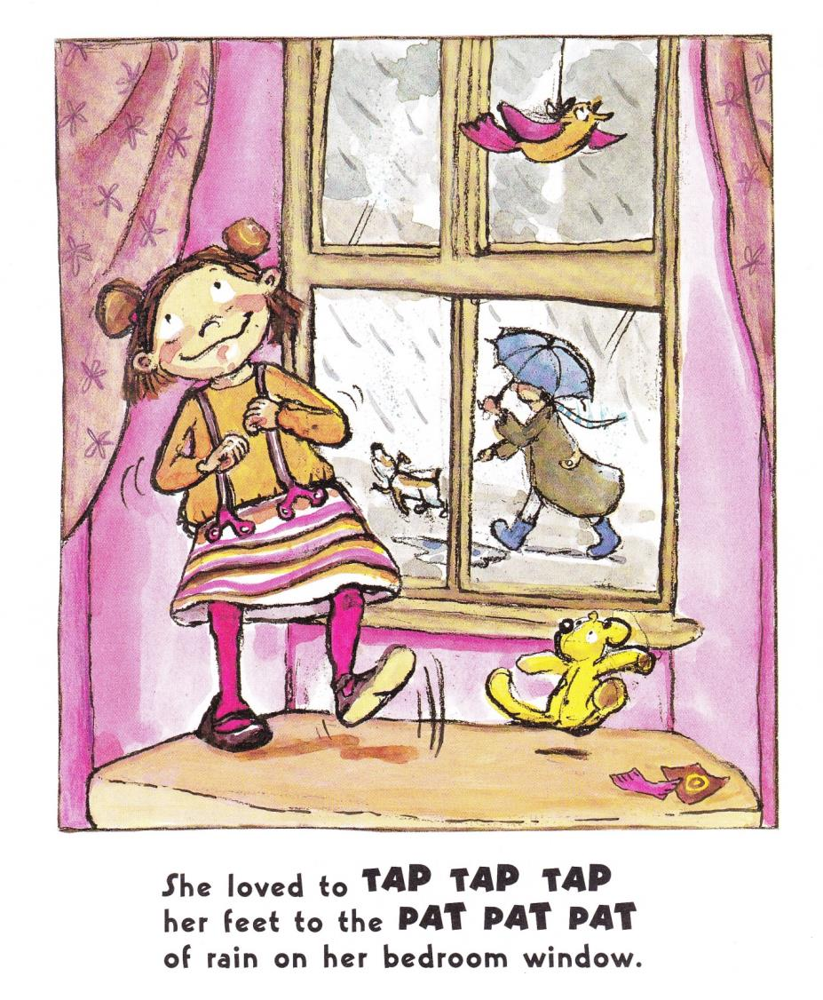 She loved to TAP TAP TAP
her feet to the PAT PAT PAT
of rain on her bedroom window.